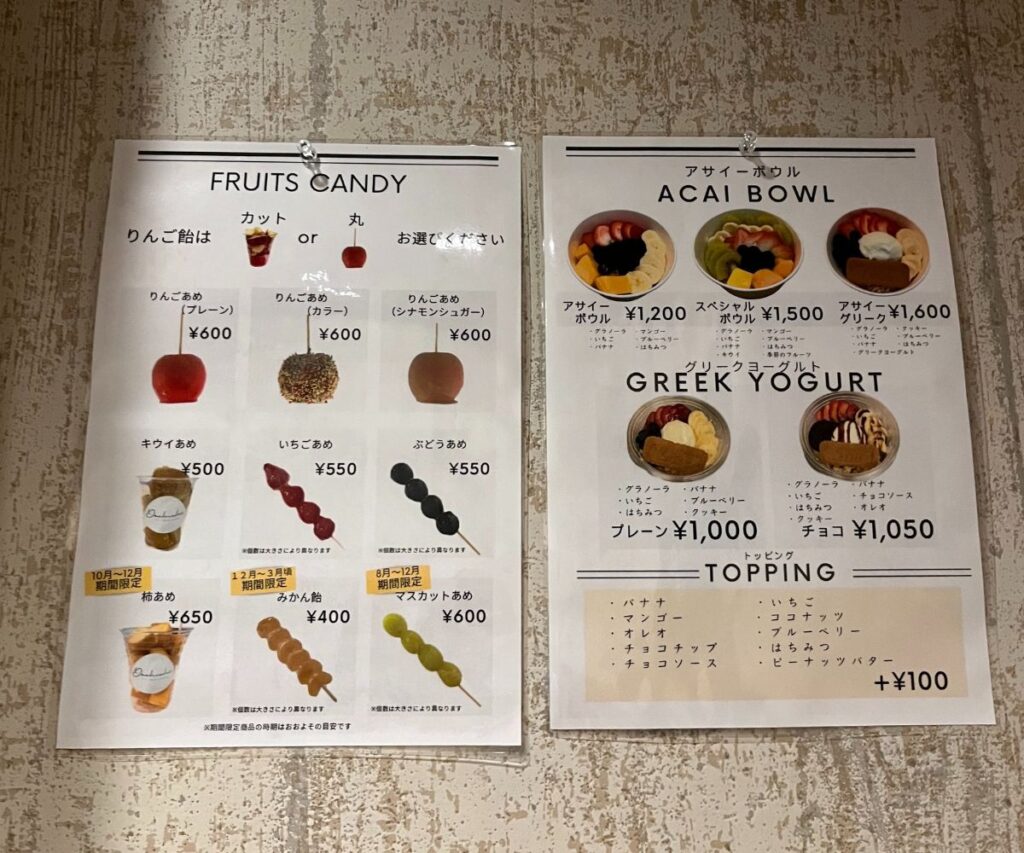 FRUITS CANDY
カット
丸
りんご飴は
or
お選びください
りんごあめ
(プレーン)
¥600
りんごあめ
(カラー)
¥600
りんごあめ
(シナモンシュガー)
¥600
キウイあめ
¥500
いちごあめ
¥550
※個数は大きさにより異なります
ぶどうあめ
¥550
※個数は大きさにより異なります
10月〜12月
期間限定
柿あめ
¥650
12月〜3月頃
期間限定
みかん飴
¥400
※個数は大きさにより異なります
8月〜12月
期間限定
マスカットあめ
¥600
※個数は大きさにより異なります
※期間限定商品の時期はおおよその目安です
アサイーボウル
ACAI BOWL
アサイー
ボウル
¥1,200
・グラノーラ ・マンゴー
・いちご ・ブルーベリー
・バナナ ・はちみつ
スペシャル
ボウル
¥1,500
・グラノーラ ・マンゴー
・いちご ・ブルーベリー
・バナナ ・はちみつ
・キウイ ・季節のフルーツ
アサイー
グリーク
¥1,600
・グラノーラ ・クッキー
・いちご ・ブルーベリー
・バナナ ・はちみつ
・グリークヨーグルト
グリークヨーグルト
GREEK YOGURT
・グラノーラ ・バナナ
・いちご ・ブルーベリー
・はちみつ ・クッキー
プレーン ¥1,000
・グラノーラ ・バナナ
・いちご ・チョコソース
・はちみつ ・オレオ
・クッキー
チョコ ¥1,050
トッピング
TOPPING
・バナナ ・いちご
・マンゴー ・ココナッツ
・オレオ ・ブルーベリー
・チョコチップ ・はちみつ
・チョコソース ・ピーナッツバター
+¥100